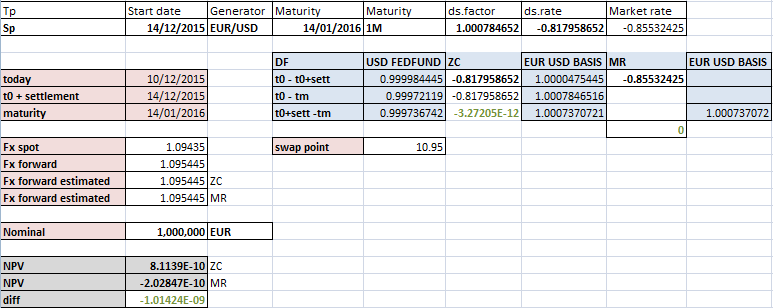 Tp Start date Generator Maturity Maturity ds.factor ds.rate Market rate
Sp 14/12/2015 EUR/USD 14/01/2016 1M 1.000784652 -0.817958652 -0.85532425
DF USD FEDFUND ZC EUR USD BASIS MR EUR USD BASIS
today 10/12/2015 t0 - t0+sett 0.999984445 -0.817958652 1.0000475445 -0.85532425
t0 + settlement 14/12/2015 t0 - tm 0.99972119 -0.817958652 1.0007846516
maturity 14/01/2016 t0+sett -tm 0.999736742 -3.27205E-12 1.0007370721 1.000737072
0
Fx spot 1.09435 swap point 10.95
Fx forward 1.095445
Fx forward estimated 1.095445 ZC
Fx forward estimated 1.095445 MR
Nominal 1,000,000 EUR
NPV 8.1139E-10 ZC
NPV -2.02847E-10 MR
diff -1.01424E-09